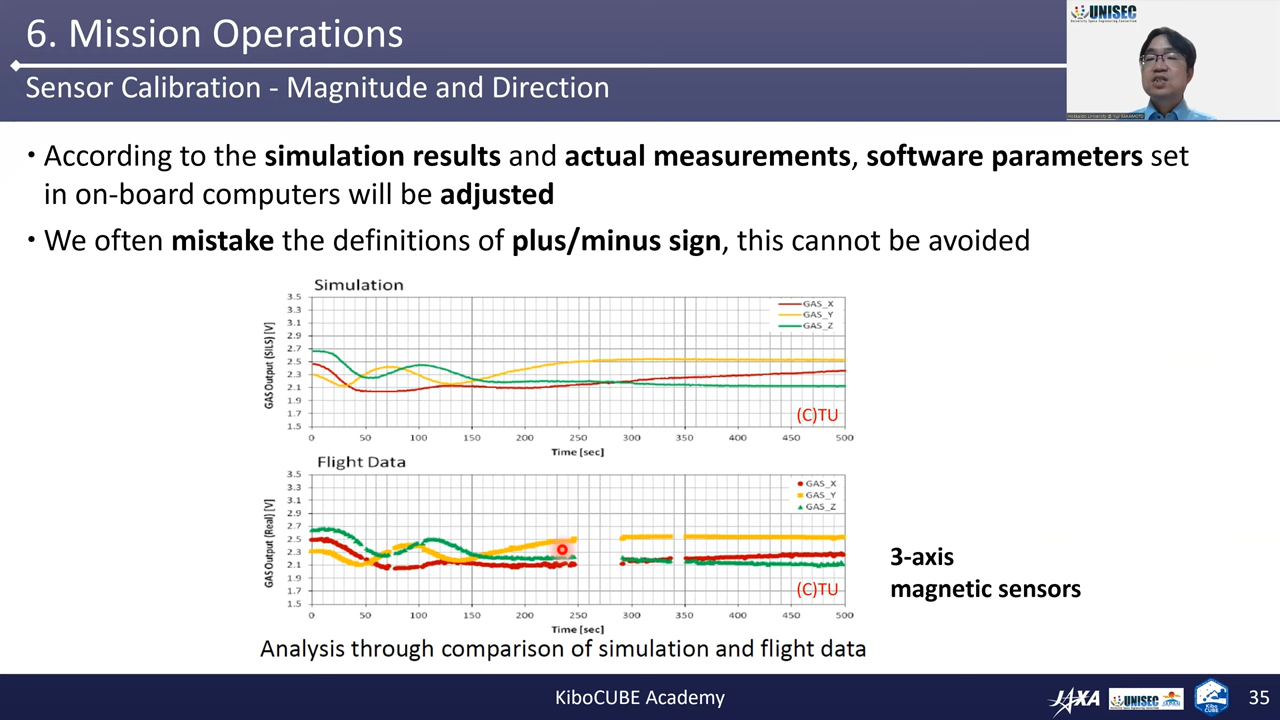 6. Mission Operations
Sensor Calibration - Magnitude and Direction
UNISEC
University Space Engineering Consortium
• According to the simulation results and actual measurements, software parameters set
in on-board computers will be adjusted
• We often mistake the definitions of plus/minus sign, this cannot be avoided
Simulation
GAS Output (SILS) [V]
3.5
3.3
3.1
2.9
2.7
2.5
2.3
2.1
1.9
1.7
1.5
GAS_X
GAS_Y
GAS_Z
(C)TU
0 50 100 150 200 250 300 350 400 450 500
Time [sec]
Flight Data
GAS Output (Real) [V]
3.5
3.3
3.1
2.9
2.7
2.5
2.3
2.1
1.9
1.7
1.5
GAS_X
GAS_Y
GAS_Z
(C)TU
0 50 100 150 200 250 300 350 400 450 500
Time [sec]
3-axis
magnetic sensors
Analysis through comparison of simulation and flight data
KiboCUBE Academy
JAXA
UNISEC
JAPAN
Kibo
CUBE
35